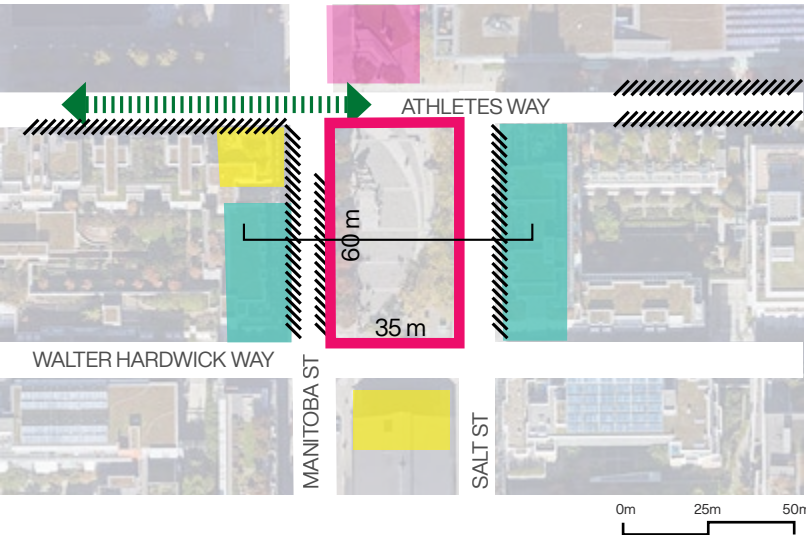 ATHLETES WAY
60 m
35 m
WALTER HARDWICK WAY
MANITOBA ST
SALT ST
0m 25m 50m